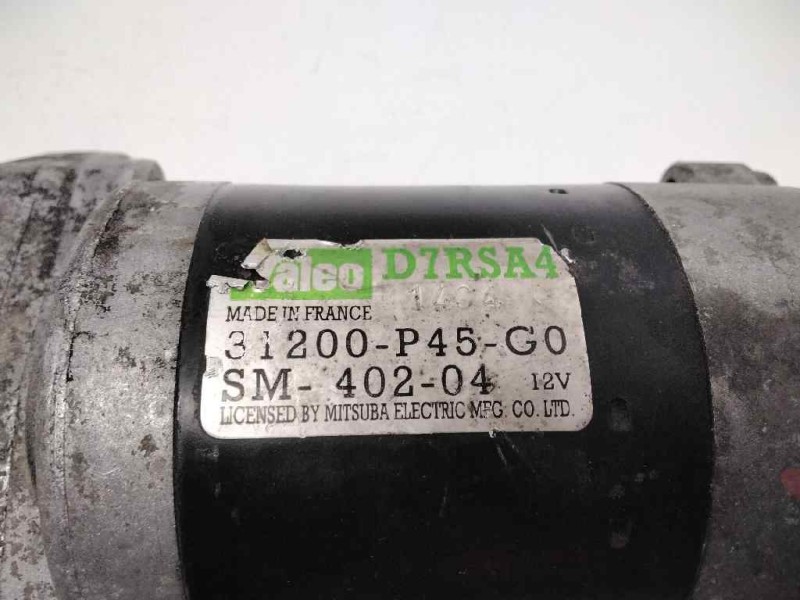 Valeo D7RSA4
MADE IN FRANCE
31200-P45-G0
SM- 402-04 12V
LICENSED BY MITSUBA ELECTRIC MFG. CO. LTD.